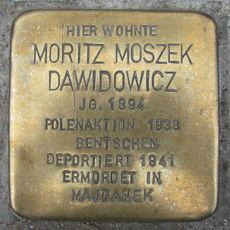 HIER WOHNTE
MORITZ MOSZEK
DAWIDOWICZ
JG. 1894
POLENAKTION 1938
BENTSCHEN
DEPORTIERT 1941
ERMORDET IN
MAJDANEK